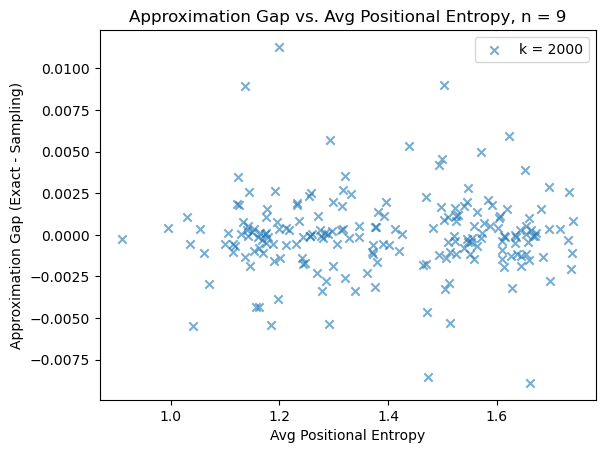 Approximation Gap vs. Avg Positional Entropy, n = 9
k = 2000
Approximation Gap (Exact - Sampling)
0.0100
0.0075
0.0050
0.0025
0.0000
−0.0025
−0.0050
−0.0075
1.0 1.2 1.4 1.6
Avg Positional Entropy